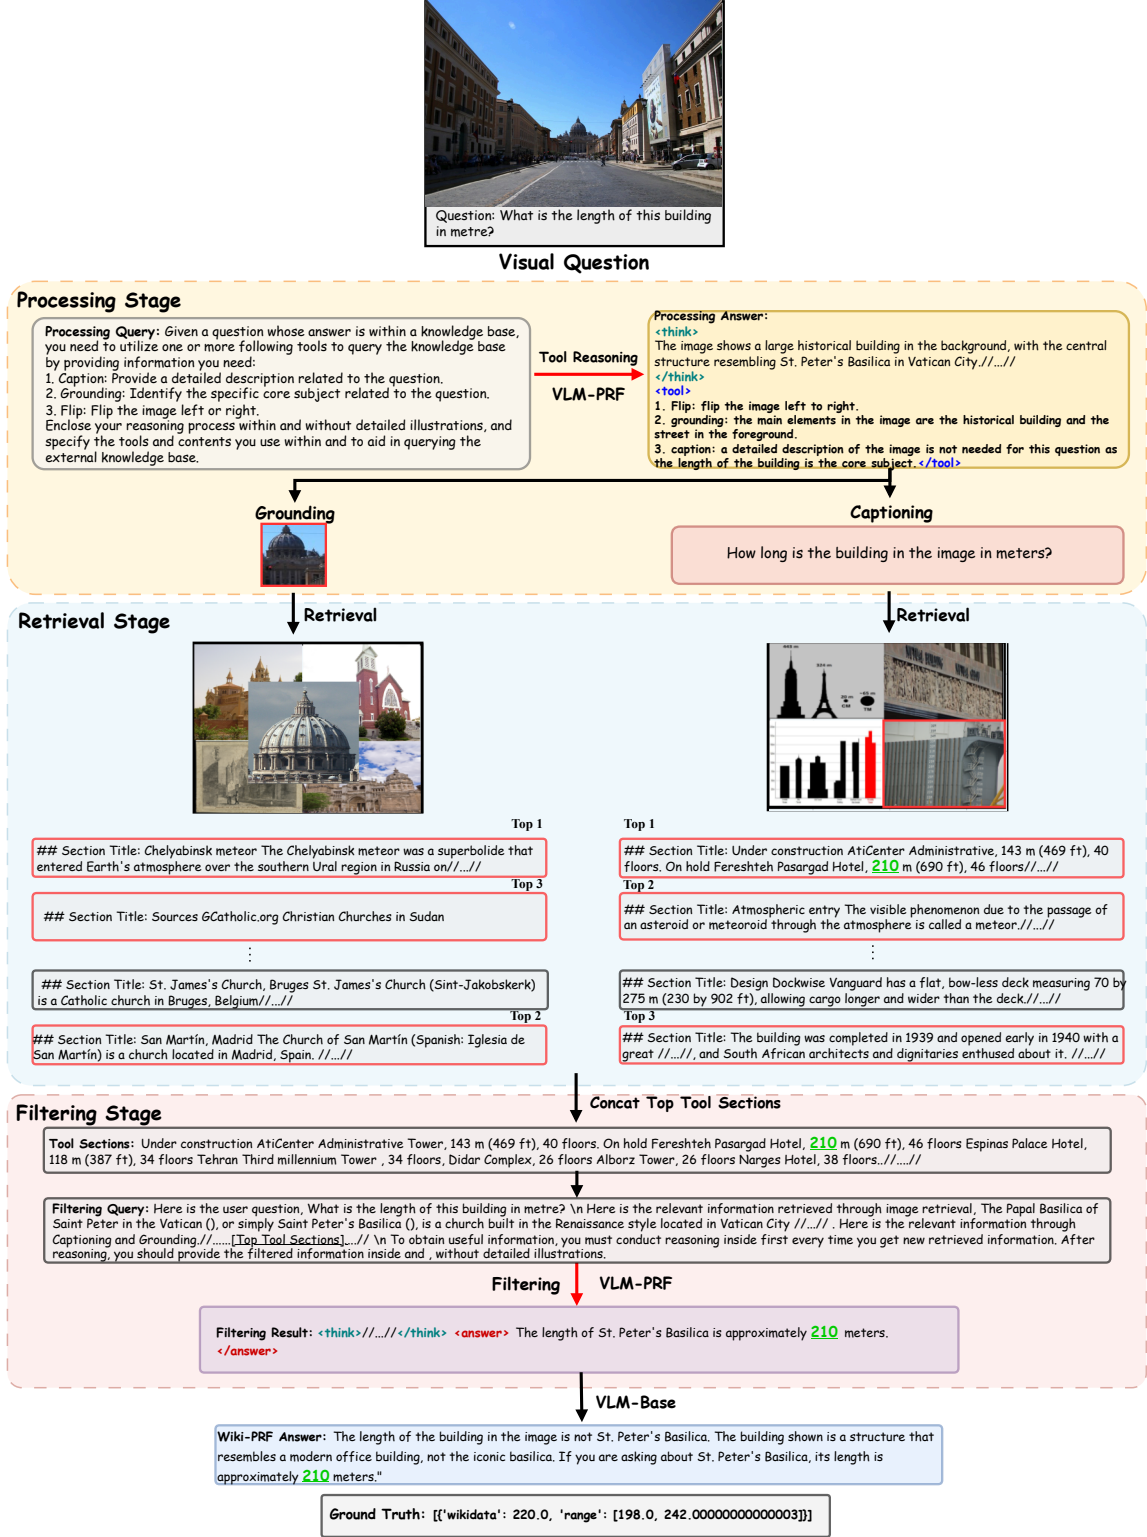 Question: What is the length of this building
in metre?
Visual Question
Processing Stage
Processing Query: Given a question whose answer is within a knowledge base,
you need to utilize one or more following tools to query the knowledge base
by providing information you need:
1. Caption: Provide a detailed description related to the question.
2. Grounding: Identify the specific core subject related to the question.
3. Flip: Flip the image left or right.
Enclose your reasoning process within and without detailed illustrations, and
specify the tools and contents you use within and to aid in querying the
external knowledge base.
Tool Reasoning
VLM-PRF
Processing Answer:
<think>
The image shows a large historical building in the background, with the central
structure resembling St. Peter's Basilica in Vatican City.//...//
</think>
<tool>
1. Flip: flip the image left to right.
2. grounding: the main elements in the image are the historical building and the
street in the foreground.
3. caption: a detailed description of the image is not needed for this question as
the length of the building is the core subject.</tool>
Grounding
Captioning
How long is the building in the image in meters?
Retrieval Stage
Retrieval
Retrieval
Top 1
## Section Title: Chelyabinsk meteor The Chelyabinsk meteor was a superbolide that
entered Earth's atmosphere over the southern Ural region in Russia on//...//
Top 3
## Section Title: Sources GCatholic.org Christian Churches in Sudan
⋮
## Section Title: St. James's Church, Bruges St. James's Church (Sint-Jakobskerk)
is a Catholic church in Bruges, Belgium//...//
Top 2
## Section Title: San Martín, Madrid The Church of San Martín (Spanish: Iglesia de
San Martín) is a church located in Madrid, Spain. //...//
Top 1
## Section Title: Under construction AtiCenter Administrative, 143 m (469 ft), 40
floors. On hold Fereshteh Pasargad Hotel, 210 m (690 ft), 46 floors//...//
Top 2
## Section Title: Atmospheric entry The visible phenomenon due to the passage of
an asteroid or meteoroid through the atmosphere is called a meteor.//...//
⋮
## Section Title: Design Dockwise Vanguard has a flat, bow-less deck measuring 70 by
275 m (230 by 902 ft), allowing cargo longer and wider than the deck.//...//
Top 3
## Section Title: The building was completed in 1939 and opened early in 1940 with a
great //...//, and South African architects and dignitaries enthused about it. //...//
Concat Top Tool Sections
Filtering Stage
Tool Sections: Under construction AtiCenter Administrative Tower, 143 m (469 ft), 40 floors. On hold Fereshteh Pasargad Hotel, 210 m (690 ft), 46 floors Espinas Palace Hotel,
118 m (387 ft), 34 floors Tehran Third millennium Tower , 34 floors, Didar Complex, 26 floors Alborz Tower, 26 floors Narges Hotel, 38 floors..//....//
Filtering Query: Here is the user question, What is the length of this building in metre? \n Here is the relevant information retrieved through image retrieval, The Papal Basilica of
Saint Peter in the Vatican (), or simply Saint Peter's Basilica (), is a church built in the Renaissance style located in Vatican City //...// . Here is the relevant information through
Captioning and Grounding.//......[Top Tool Sections]....// \n To obtain useful information, you must conduct reasoning inside first every time you get new retrieved information. After
reasoning, you should provide the filtered information inside and , without detailed illustrations.
Filtering
VLM-PRF
Filtering Result: <think>//...//</think> <answer> The length of St. Peter's Basilica is approximately 210 meters.
</answer>
VLM-Base
Wiki-PRF Answer: The length of the building in the image is not St. Peter's Basilica. The building shown is a structure that
resembles a modern office building, not the iconic basilica. If you are asking about St. Peter's Basilica, its length is
approximately 210 meters."
Ground Truth: [{'wikidata': 220.0, 'range': [198.0, 242.00000000000003]}]